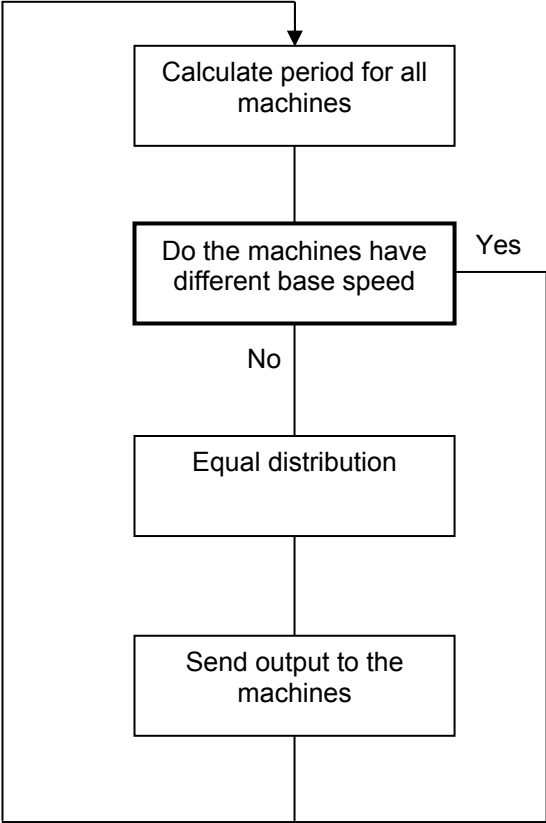 Calculate period for all
machines
Do the machines have
different base speed
Yes
No
Equal distribution
Send output to the
machines